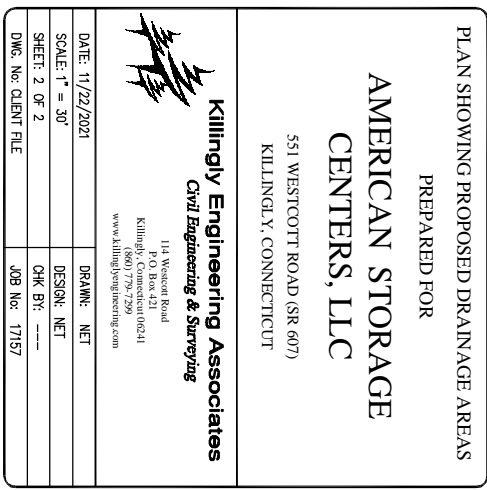 PLAN SHOWING PROPOSED DRAINAGE AREAS
PREPARED FOR
AMERICAN STORAGE
CENTERS, LLC
551 WESTCOTT ROAD (SR 607)
KILLINGLY, CONNECTICUT
Killingly Engineering Associates
Civil Engineering & Surveying
114 Westcott Road
P.O. Box 421
Killingly, Connecticut 06241
(860) 779-7299
www.killinglyengineering.com
DATE: 11/22/2021 DRAWN: NET
SCALE: 1" = 30' DESIGN: NET
SHEET: 2 OF 2 CHK BY: ---
DWG. No: CLIENT FILE JOB No: 17157